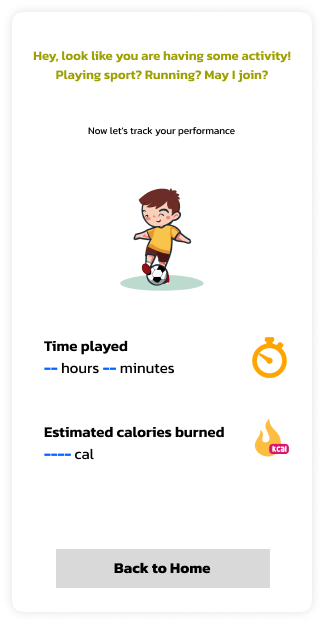 Hey, look like you are having some activity!
Playing sport? Running? May I join?
Now let's track your performance
Time played
-- hours -- minutes
Estimated calories burned
kcal
---- cal
Back to Home